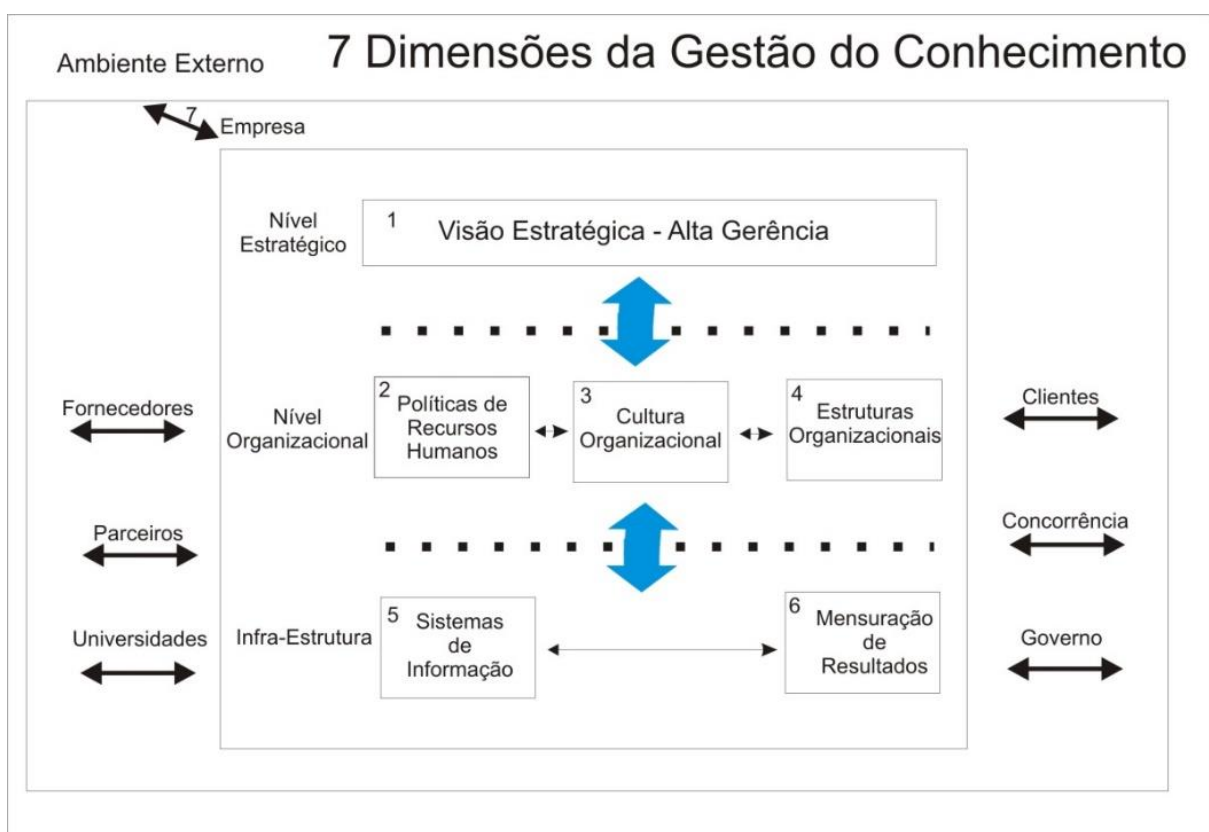 7 Dimensões da Gestão do Conhecimento
Ambiente Externo
7
Empresa
Nível
Estratégico
1
Visão Estratégica - Alta Gerência
Fornecedores
Nível
Organizacional
2
Políticas de
Recursos
Humanos
3
Cultura
Organizacional
4
Estruturas
Organizacionais
Clientes
Parceiros
Concorrência
Universidades
Infra-Estrutura
5
Sistemas
de
Informação
6
Mensuração
de
Resultados
Governo